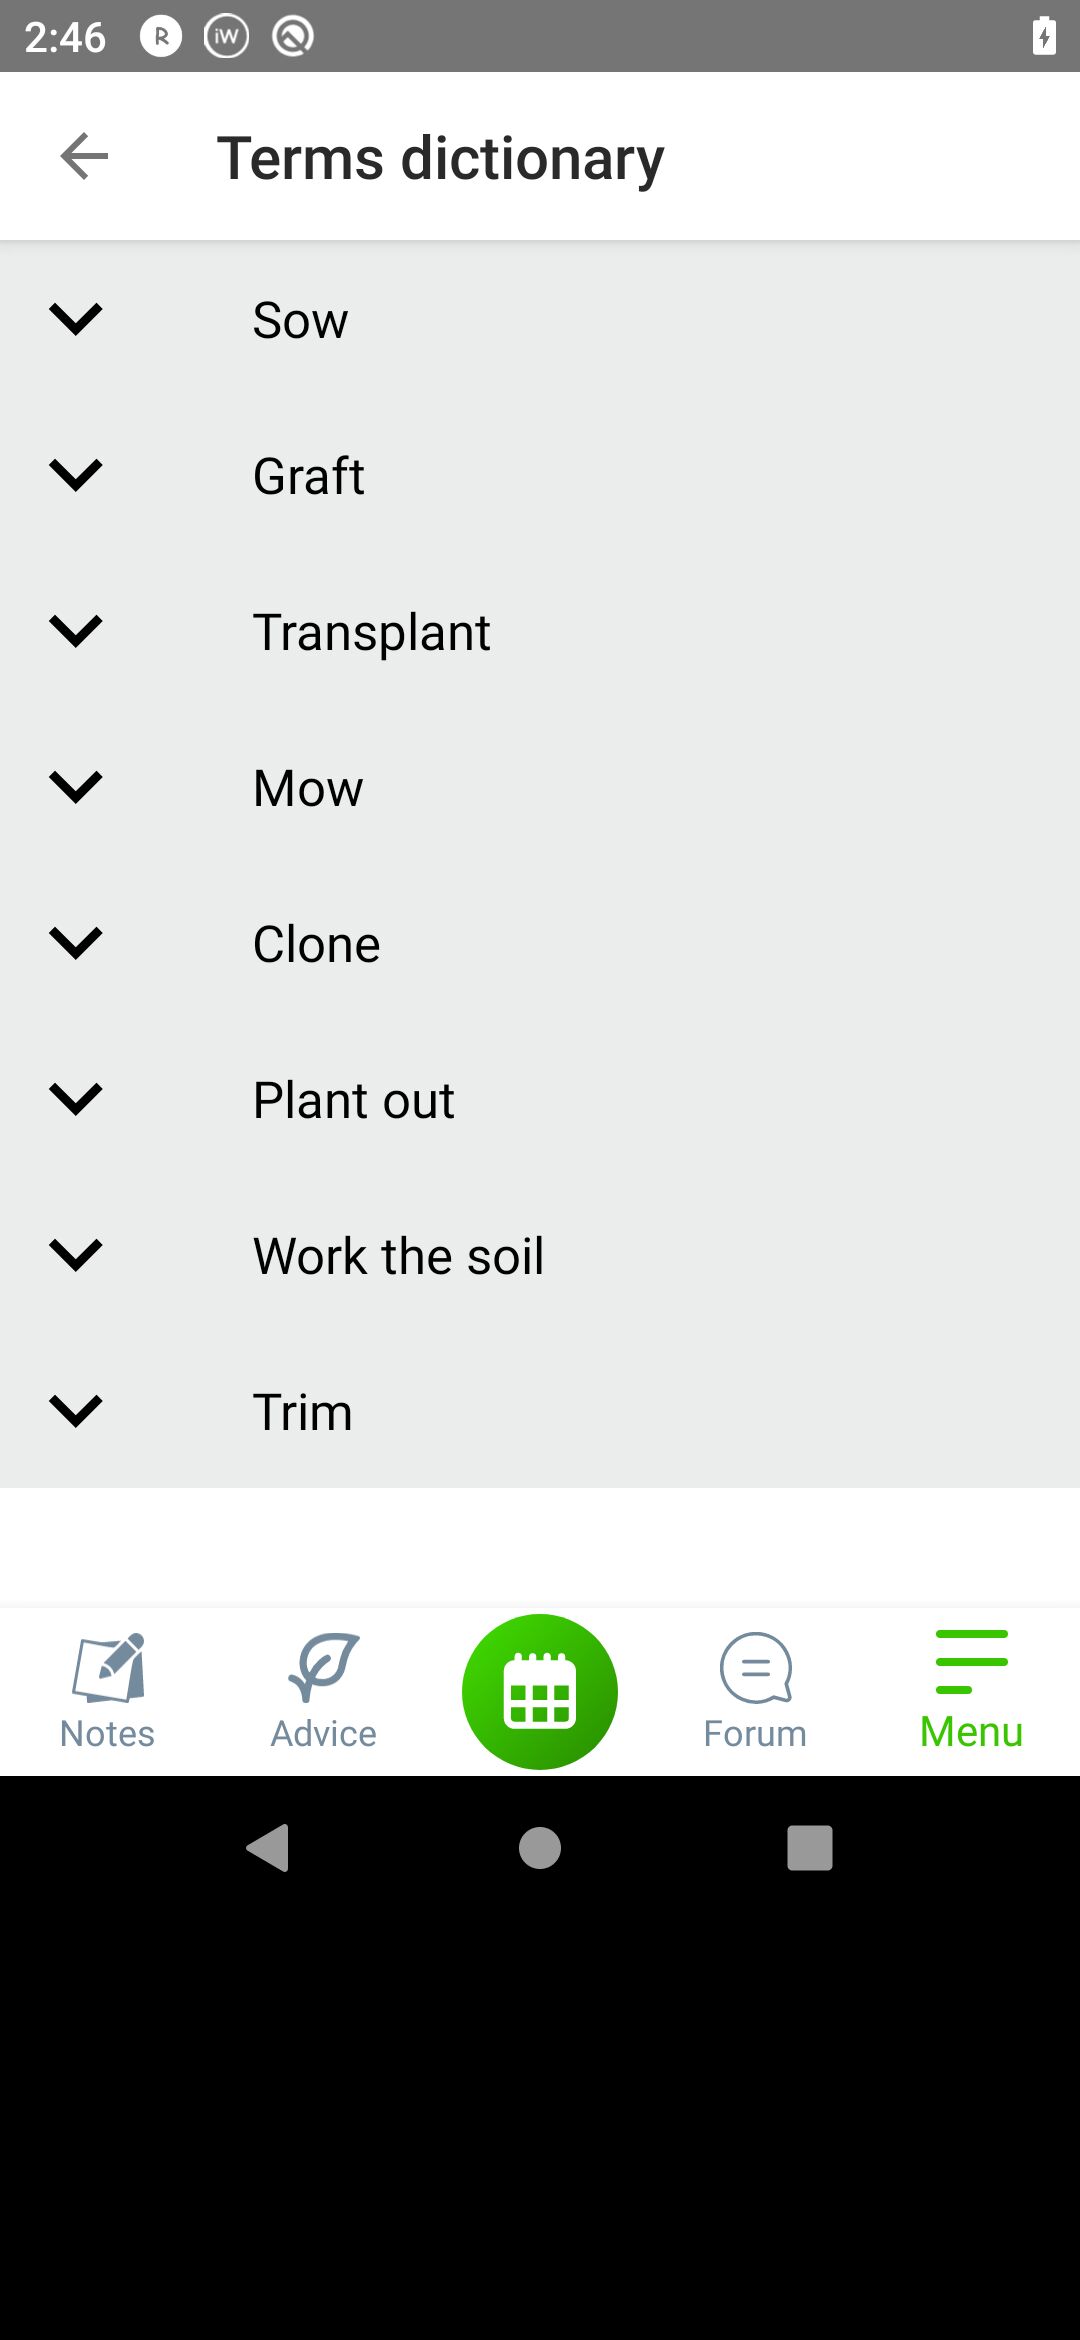 2:46 R iW
Terms dictionary
Sow
Graft
Transplant
Mow
Clone
Plant out
Work the soil
Trim
Notes Advice Forum Menu